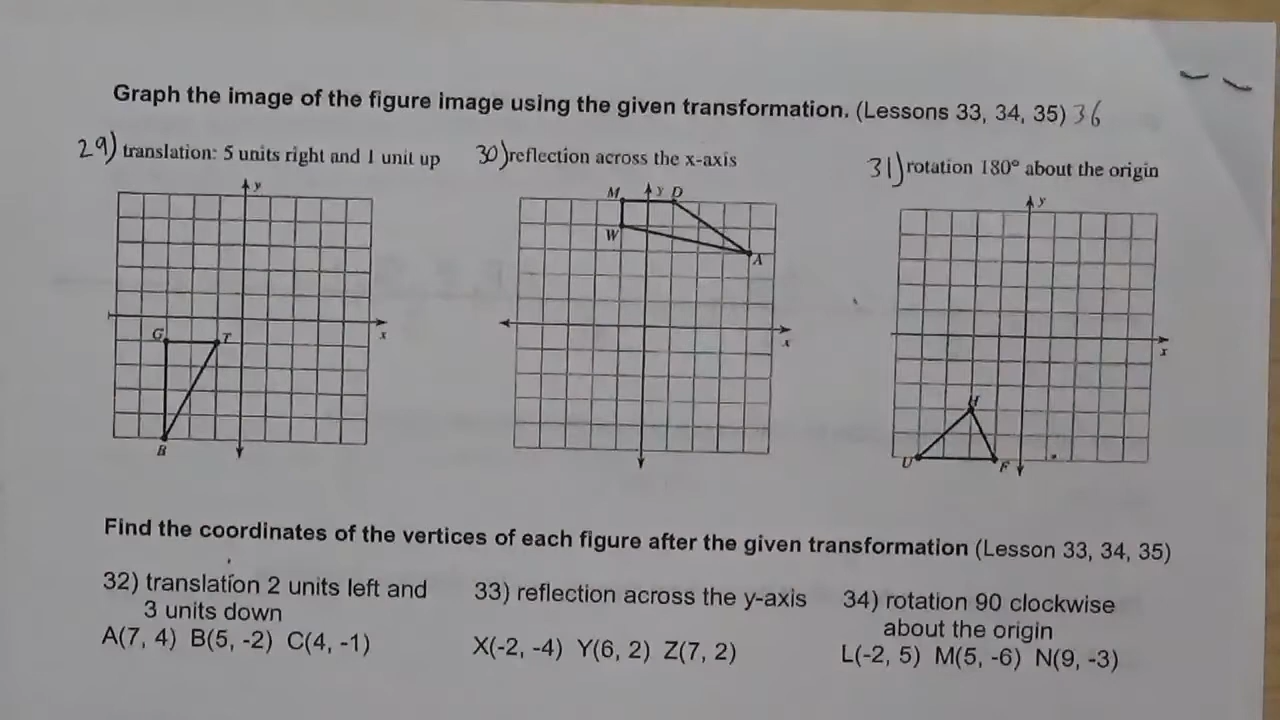 Graph the image of the figure image using the given transformation. (Lessons 33, 34, 35) 36
29) translation: 5 units right and 1 unit up
30) reflection across the x-axis
31) rotation 180° about the origin
y
x
G
T
B
M
y
D
W
A
x
y
x
H
U
F
Find the coordinates of the vertices of each figure after the given transformation (Lesson 33, 34, 35)
32) translation 2 units left and
3 units down
A(7, 4) B(5, -2) C(4, -1)
33) reflection across the y-axis
X(-2, -4) Y(6, 2) Z(7, 2)
34) rotation 90 clockwise
about the origin
L(-2, 5) M(5, -6) N(9, -3)